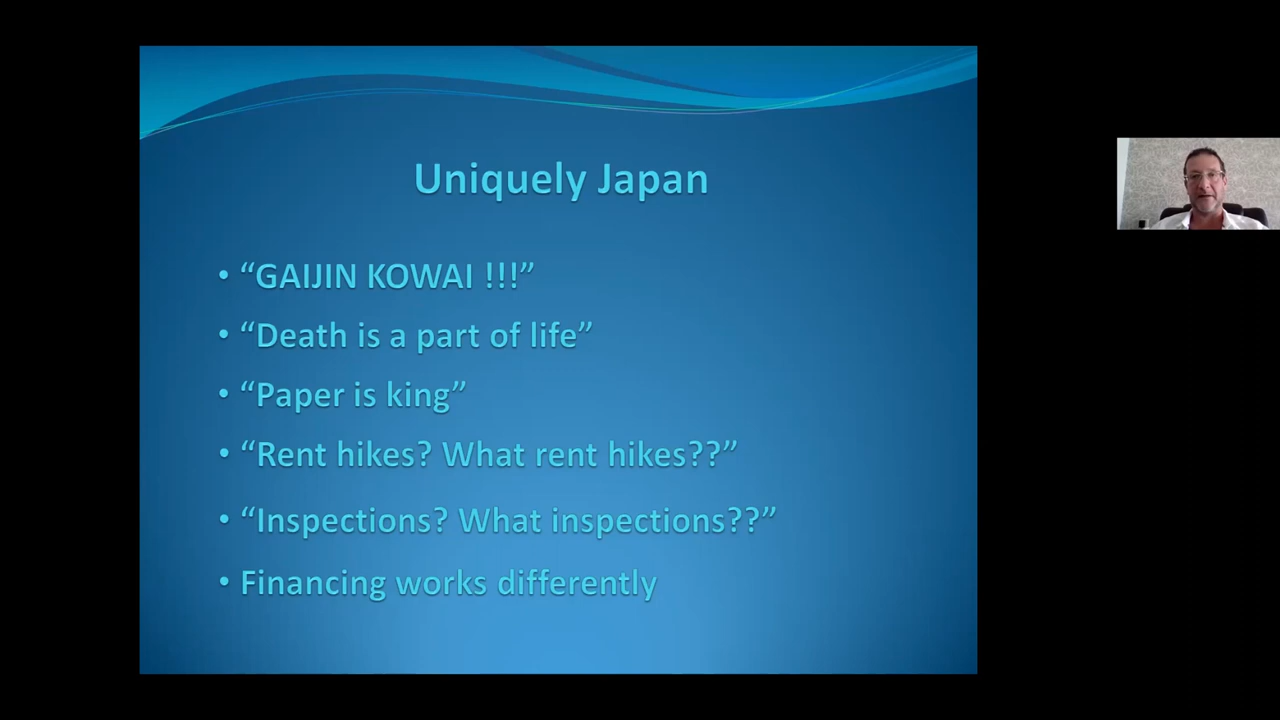 Uniquely Japan
• “GAIJIN KOWAI !!!”
• “Death is a part of life”
• “Paper is king”
• “Rent hikes? What rent hikes??”
• “Inspections? What inspections??”
• Financing works differently